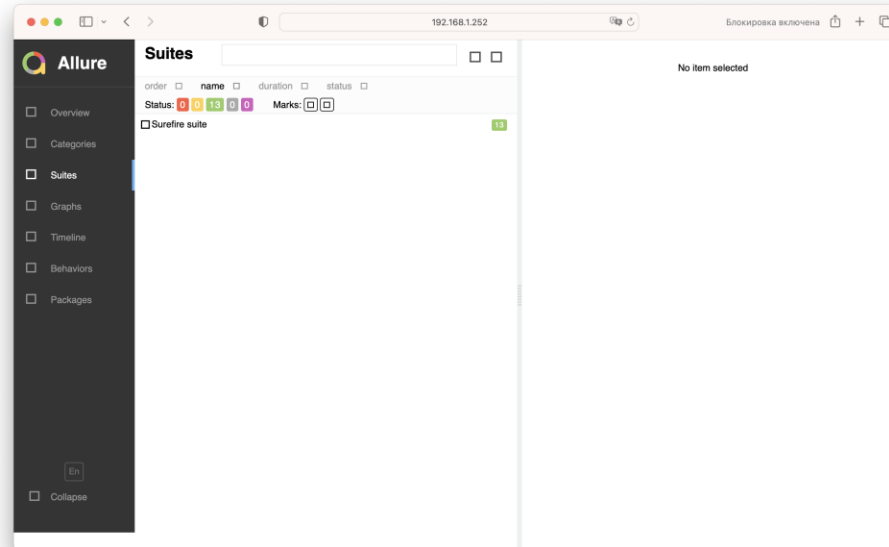 192.168.1.252
Блокировка включена
Allure
Overview
Categories
Suites
Graphs
Timeline
Behaviors
Packages
En
Collapse
Suites
order name duration status
Status: 0 0 13 0 0 Marks:
Surefire suite 13
No item selected